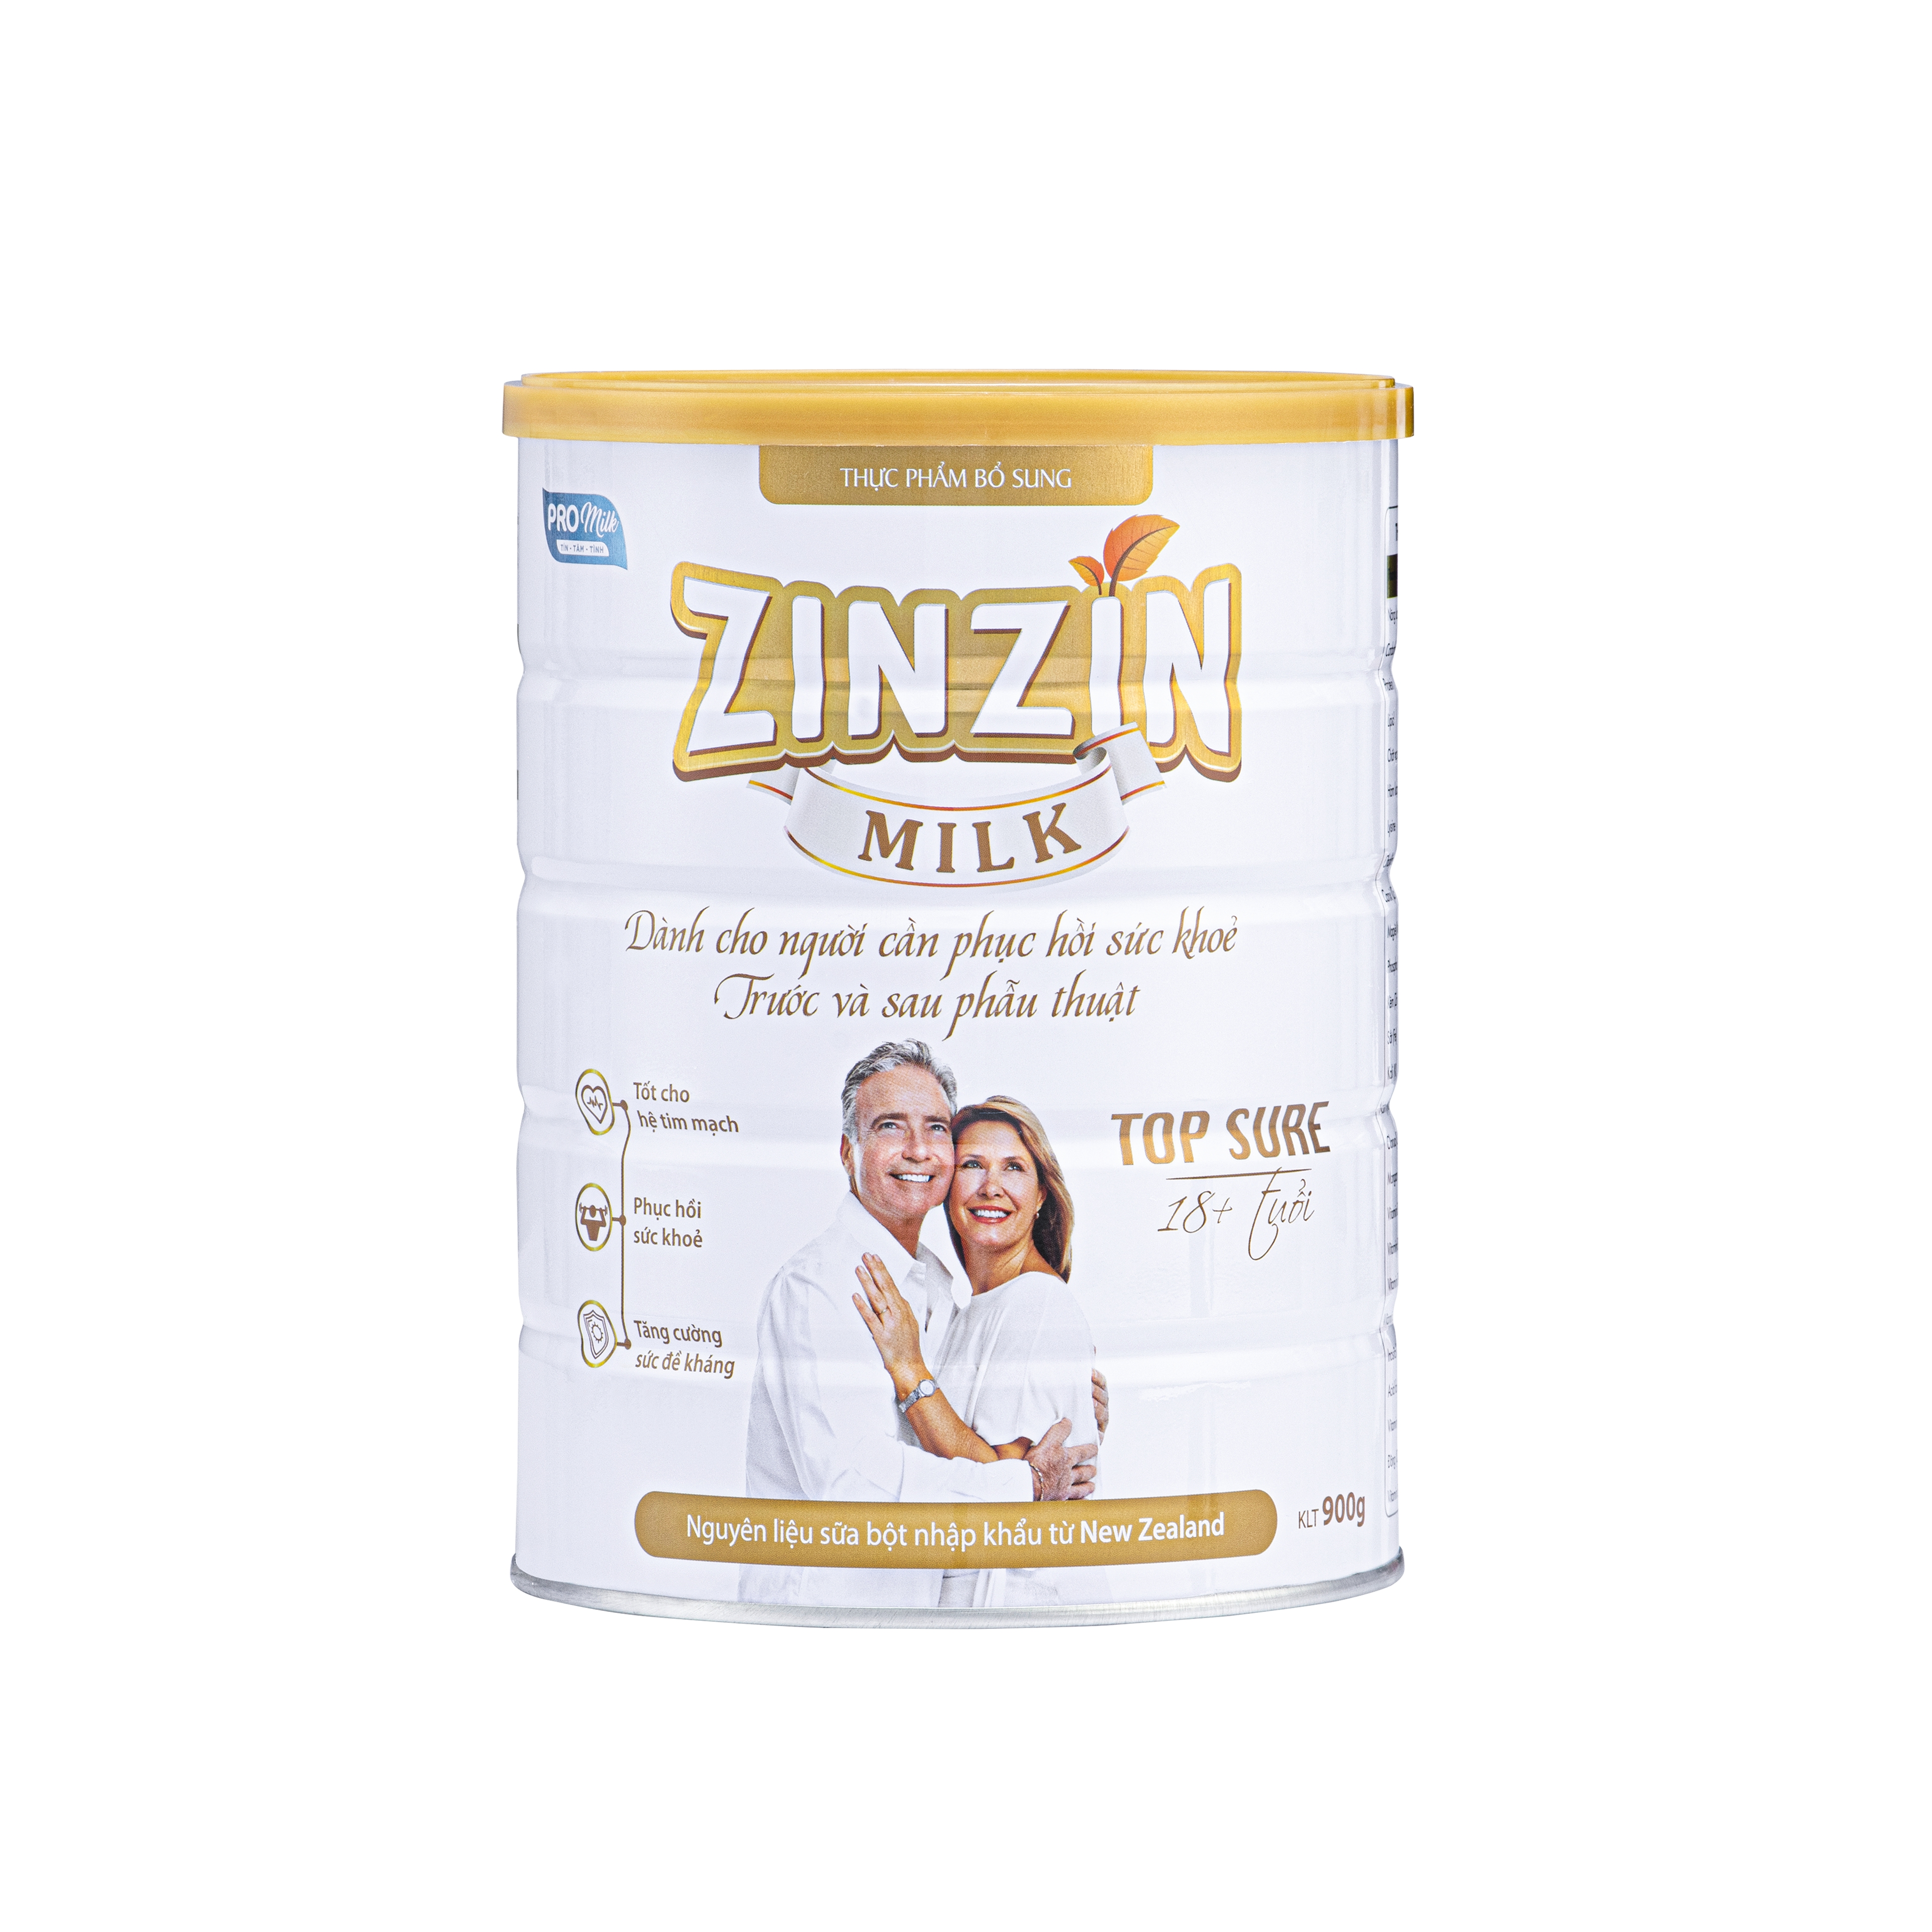 THỰC PHẨM BỔ SUNG
PRO Milk
TIN - TÂM - TÌNH
ZINZIN
MILK
Dành cho người cần phục hồi sức khoẻ
Trước và sau phẫu thuật
Tốt cho
hệ tim mạch
TOP SURE
18+ tuổi
Phục hồi
sức khoẻ
Tăng cường
sức đề kháng
Nguyên liệu sữa bột nhập khẩu từ New Zealand
KLT 900g